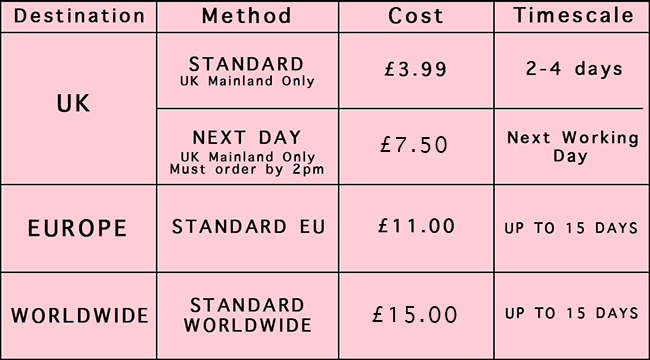 Destination Method Cost Timescale
UK
STANDARD
UK Mainland Only
£3.99
2-4 days
NEXT DAY
UK Mainland Only
Must order by 2pm
£7.50
Next Working
Day
EUROPE
STANDARD EU
£11.00
UP TO 15 DAYS
WORLDWIDE
STANDARD
WORLDWIDE
£15.00
UP TO 15 DAYS